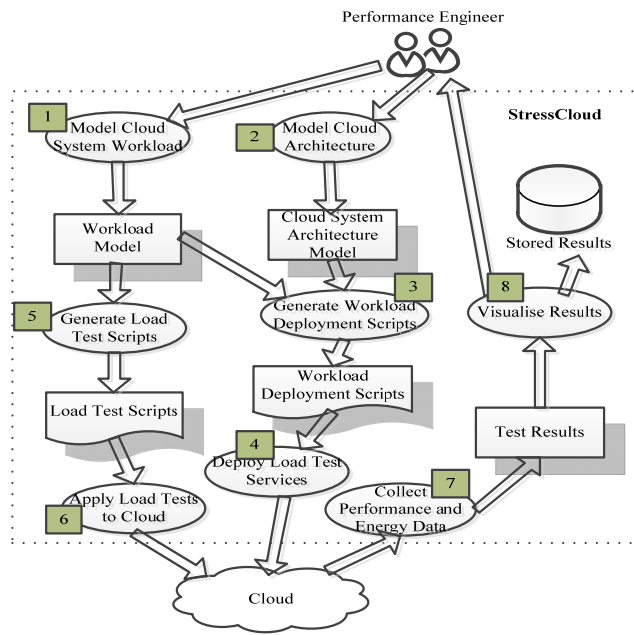 Performance Engineer
StressCloud
1
Model Cloud
System Workload
2
Model Cloud
Architecture
Workload
Model
Cloud System
Architecture
Model
Stored Results
3
Generate Workload
Deployment Scripts
5
Generate Load
Test Scripts
8
Visualise Results
Load Test Scripts
Workload
Deployment Scripts
Test Results
4
Deploy Load Test
Services
6
Apply Load Tests
to Cloud
7
Collect
Performance and
Energy Data
Cloud